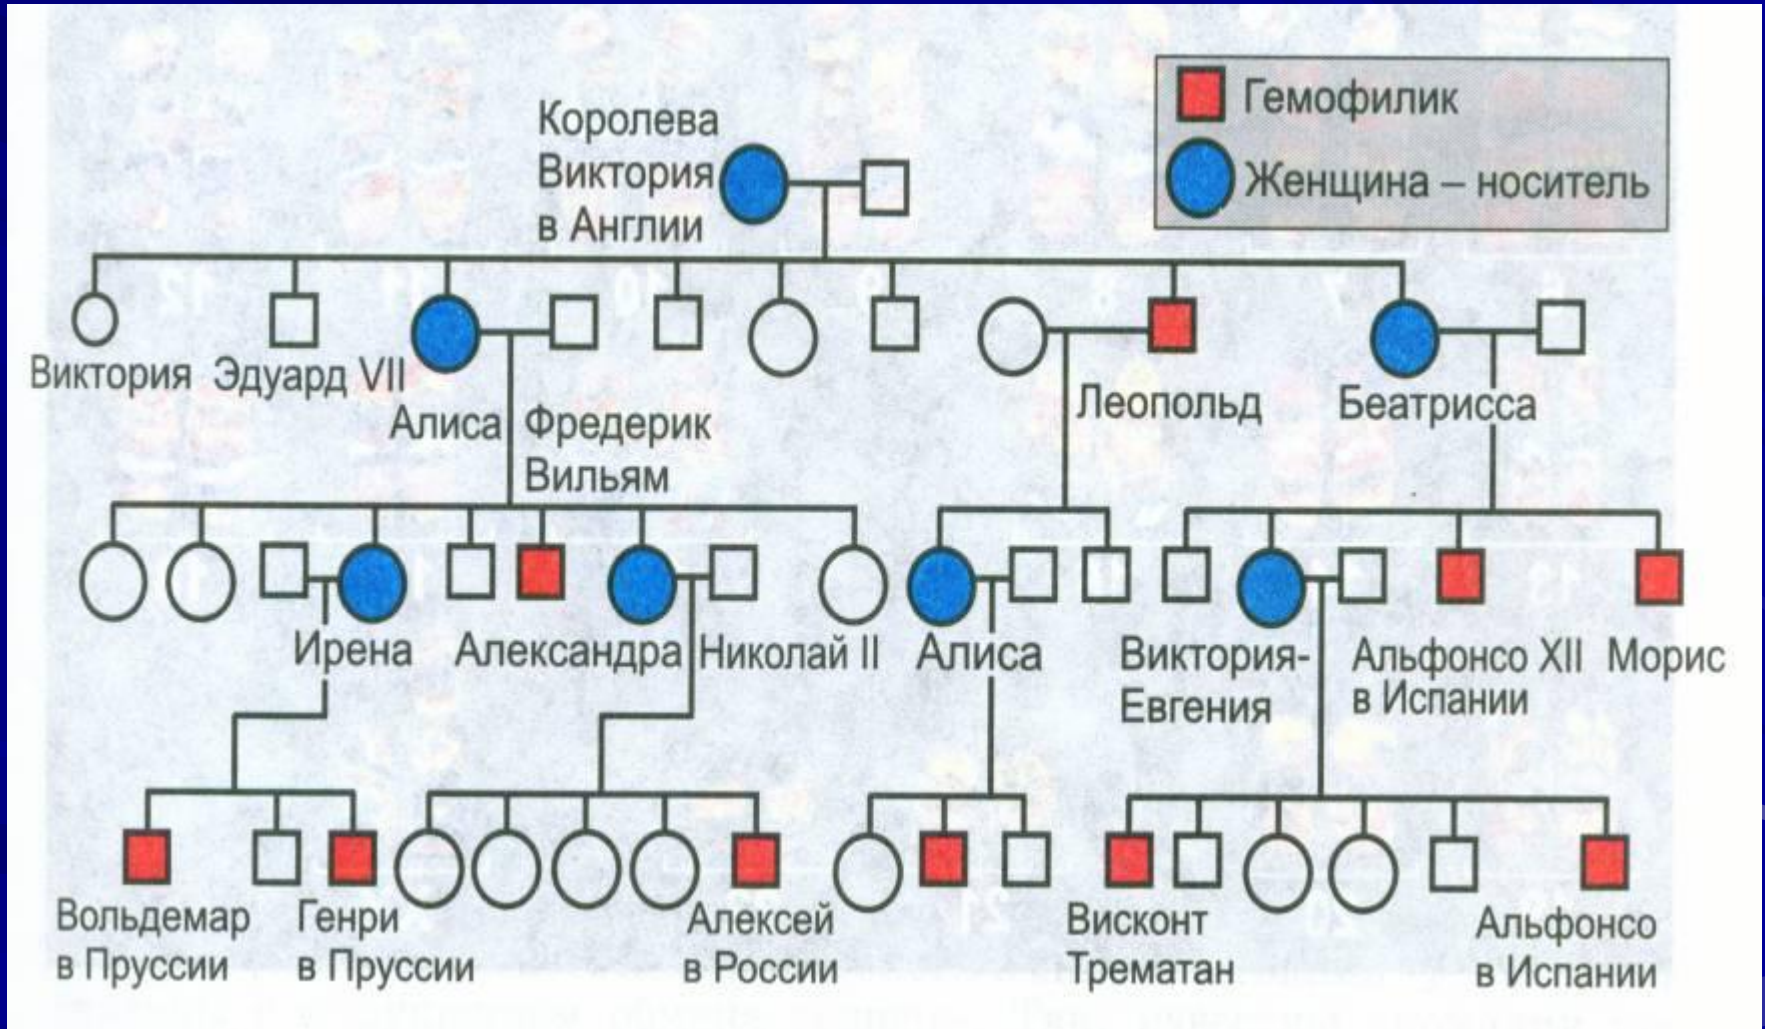 Гемофилик
Женщина – носитель
Королева
Виктория
в Англии
Виктория
Эдуард VII
Алиса
Фредерик
Вильям
Леопольд
Беатрисса
Ирена
Александра
Николай II
Алиса
Виктория-
Евгения
Альфонсо XII
в Испании
Морис
Вольдемар
в Пруссии
Генри
в Пруссии
Алексей
в России
Висконт
Трематан
Альфонсо
в Испании